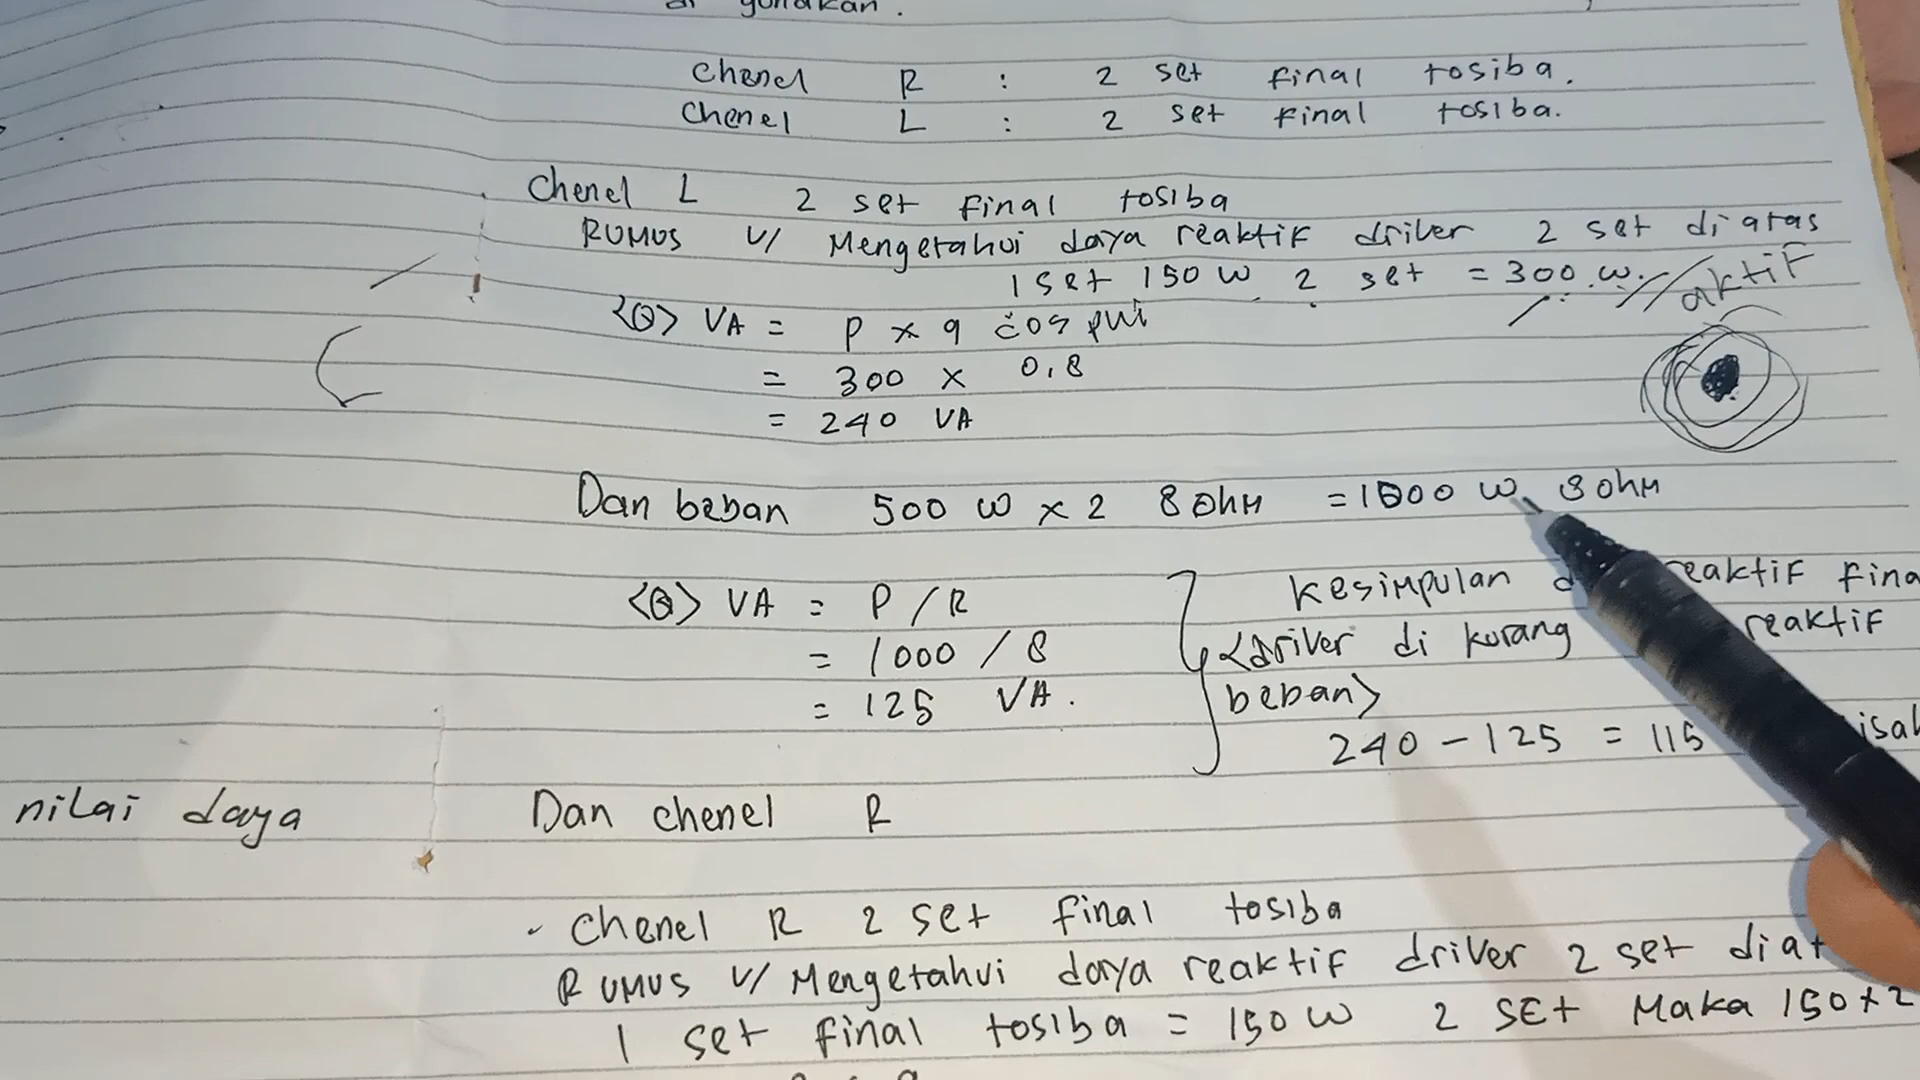 di gunakan.
Chenel R : 2 set final tosiba.
Chenel L : 2 set final tosiba.
Chenel L 2 set final tosiba
RUMUS U/ Mengetahui daya reaktif driver 2 set di atas
1 set 150 W 2 set = 300 W. aktif
<Q> VA = P x q cos phi
= 300 x 0,8
= 240 VA
Dan beban 500 W x 2 8 Ohm = 1000 W 8 ohm
<Q> VA = P / R
= 1000 / 8
= 125 VA.
Kesimpulan reaktif
<driver di kurang reaktif
beban>
240 - 125 = 115
nilai daya
Dan chenel R
- Chenel R 2 set final tosiba
RUMUS U/ Mengetahui daya reaktif driver 2 set
1 set final tosiba = 150 W 2 SEt Maka 150 x 2